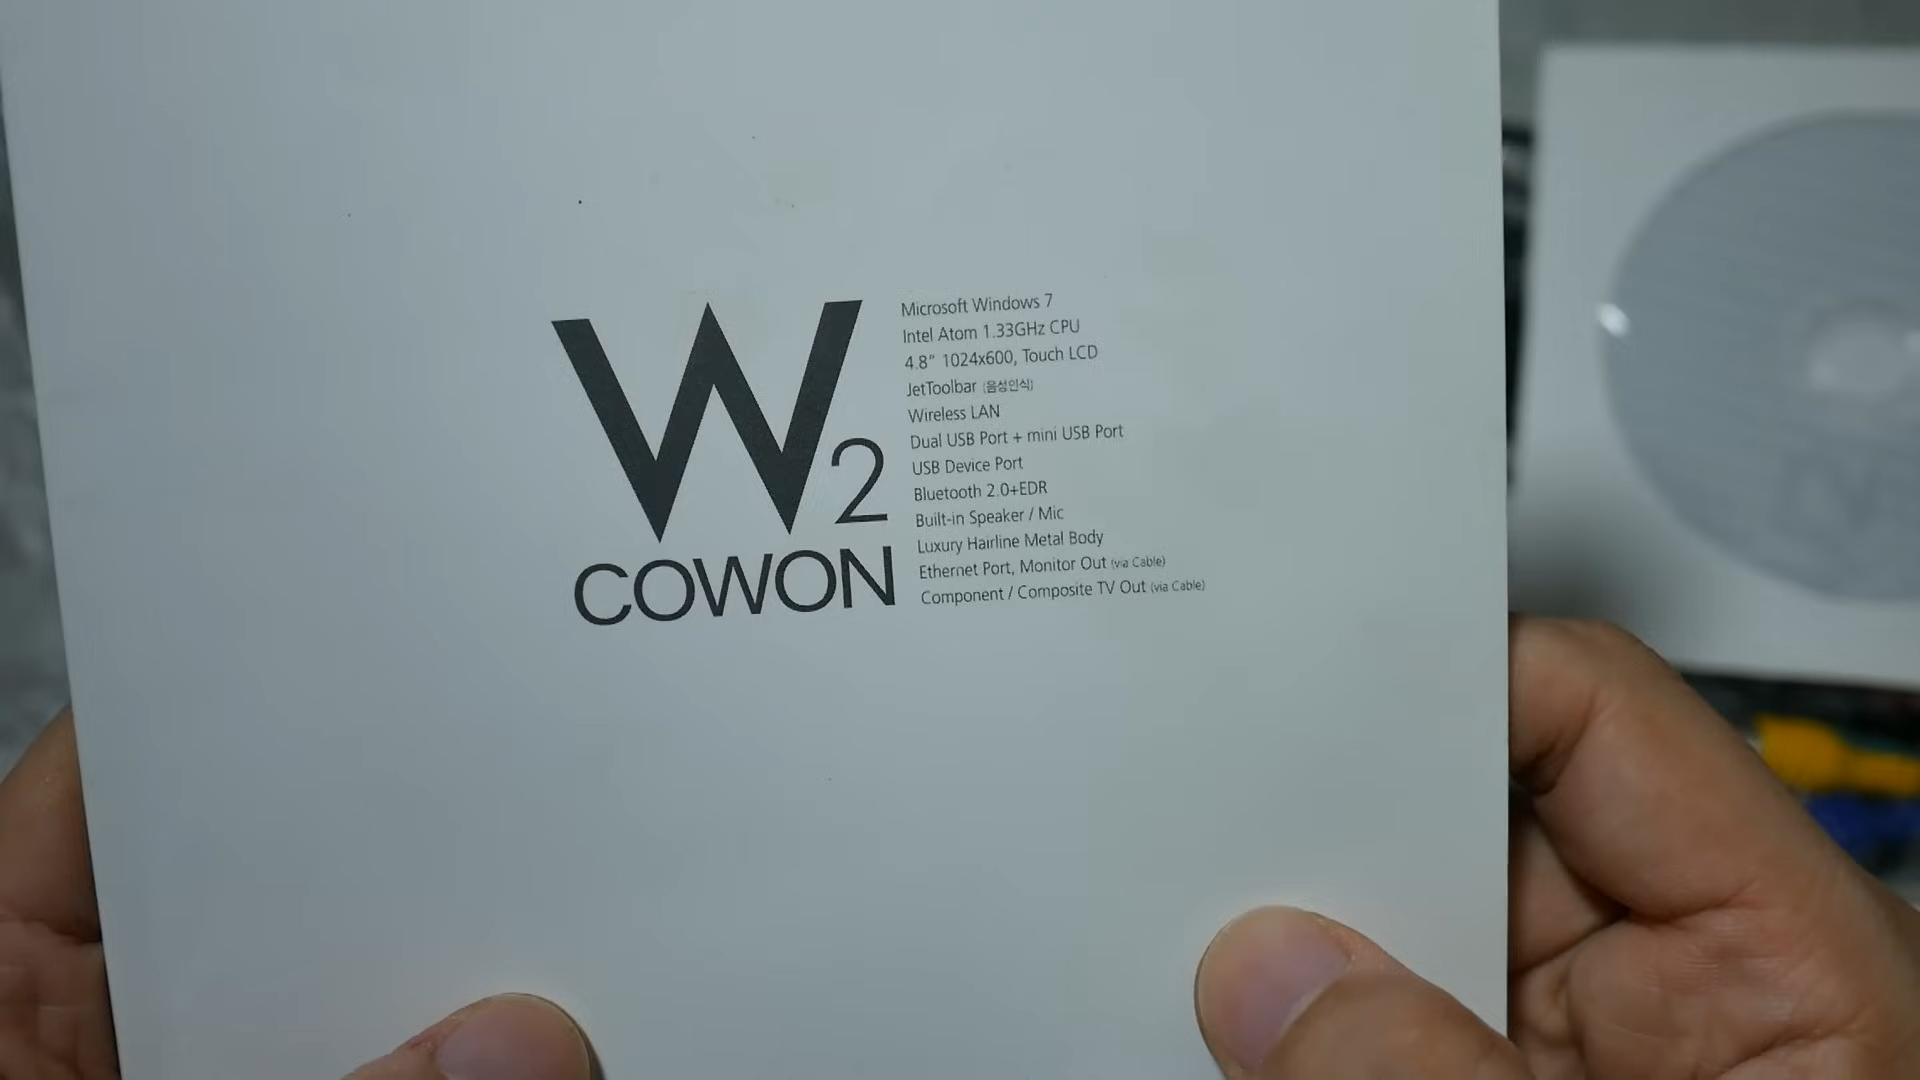 W2
COWON
Microsoft Windows 7
Intel Atom 1.33GHz CPU
4.8" 1024x600, Touch LCD
JetToolbar (음성인식)
Wireless LAN
Dual USB Port + mini USB Port
USB Device Port
Bluetooth 2.0+EDR
Built-in Speaker / Mic
Luxury Hairline Metal Body
Ethernet Port, Monitor Out (via Cable)
Component / Composite TV Out (via Cable)